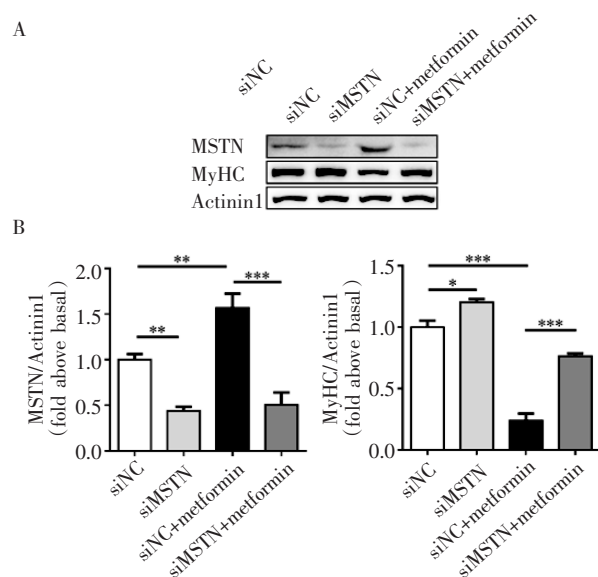 A
siNC
siNC
siMSTN
siNC+metformin
siMSTN+metformin
MSTN
MyHC
Actinin1
B
MSTN/Actinin1
(fold above basal)
2.0
1.5
1.0
0.5
0.0
**
**
***
siNC
siMSTN
siNC+metformin
siMSTN+metformin
MyHC/Actinin1
(fold above basal)
1.5
1.0
0.5
0.0
***
*
***
siNC
siMSTN
siNC+metformin
siMSTN+metformin